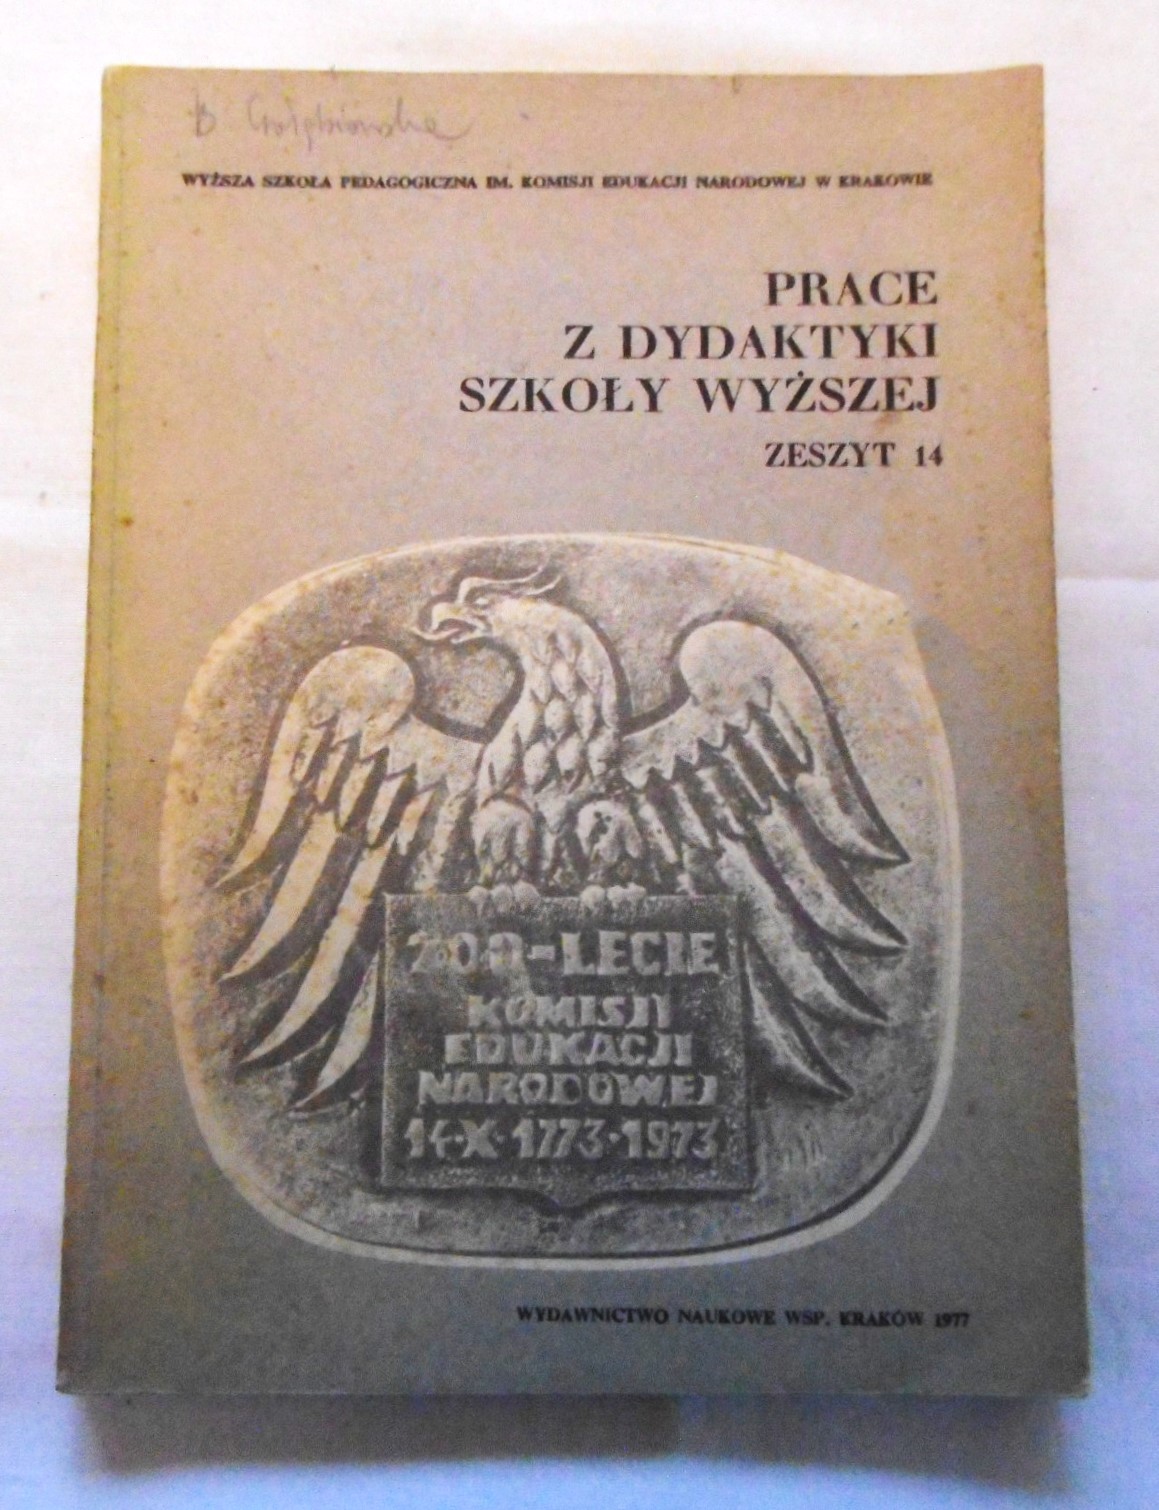 B Gołębiowska
WYŻSZA SZKOŁA PEDAGOGICZNA IM. KOMISJI EDUKACJI NARODOWEJ W KRAKOWIE
PRACE
Z DYDAKTYKI
SZKOŁY WYŻSZEJ
ZESZYT 14
200-LECIE
KOMISJI
EDUKACJI
NARODOWEJ
14·X·1773·1973
WYDAWNICTWO NAUKOWE WSP, KRAKÓW 1977